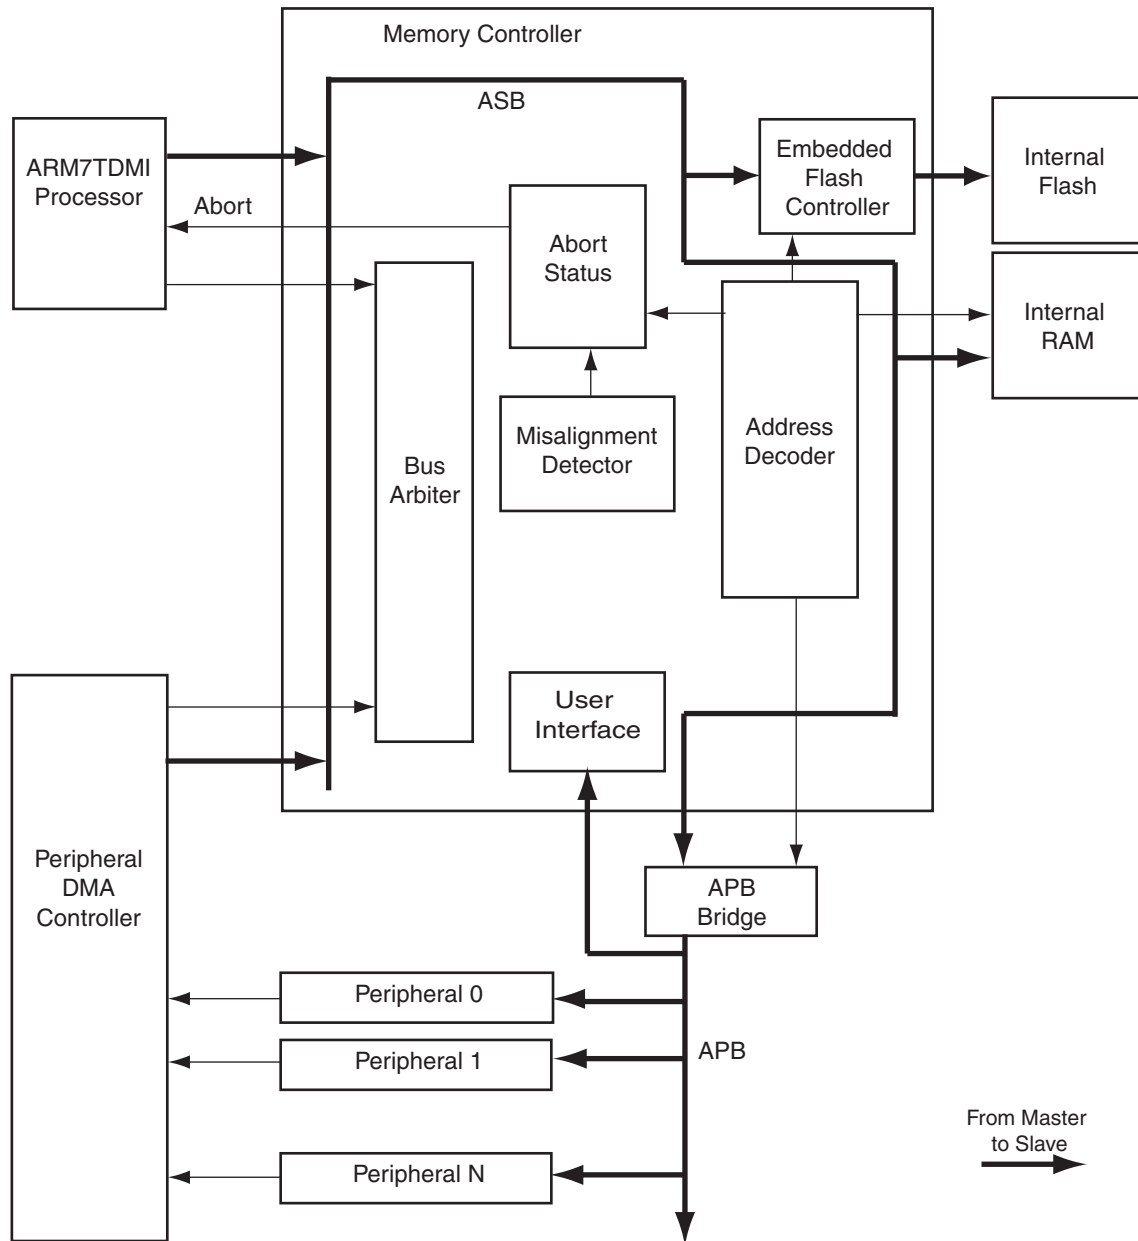 Memory Controller
ASB
ARM7TDMI
Processor
Abort
Embedded
Flash
Controller
Internal
Flash
Abort
Status
Internal
RAM
Misalignment
Detector
Address
Decoder
Bus
Arbiter
User
Interface
Peripheral
DMA
Controller
APB
Bridge
Peripheral 0
Peripheral 1
APB
Peripheral N
From Master
to Slave